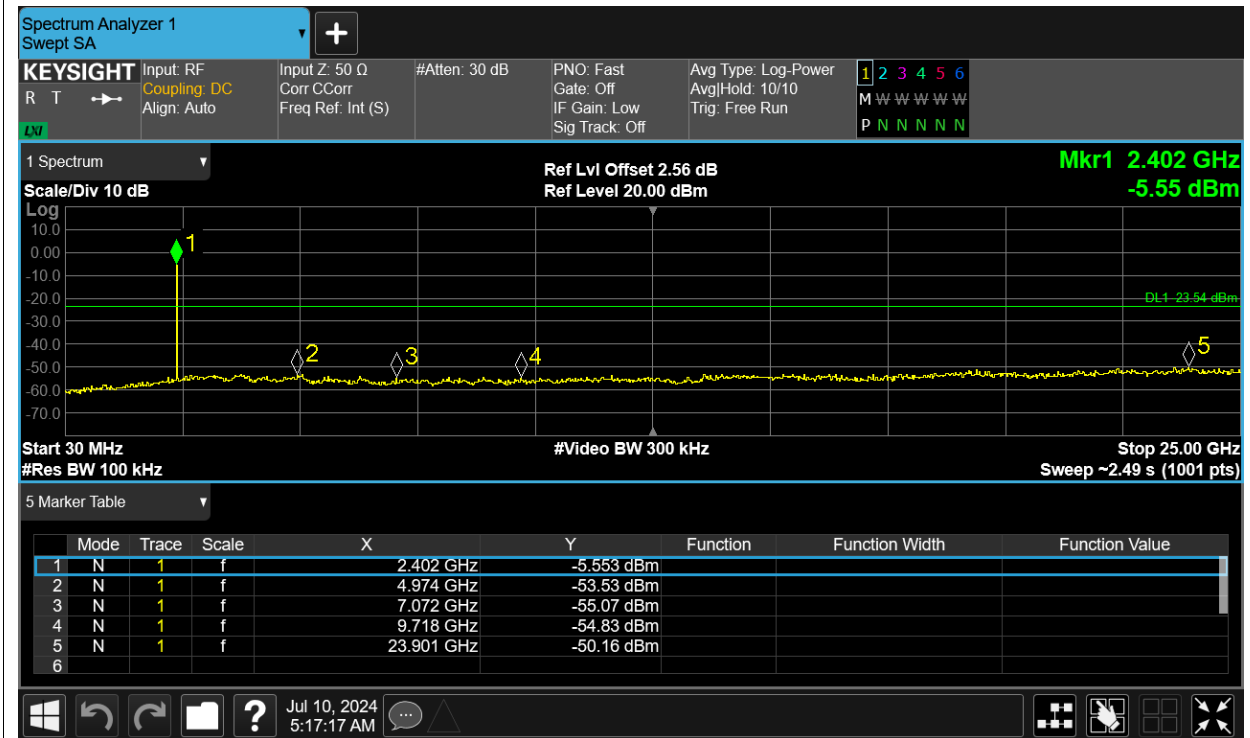 Spectrum Analyzer 1
Swept SA
KEYSIGHT
R T
LXI
Input: RF
Coupling: DC
Align: Auto
Input Z: 50 Ω
Corr CCorr
Freq Ref: Int (S)
#Atten: 30 dB
PNO: Fast
Gate: Off
IF Gain: Low
Sig Track: Off
Avg Type: Log-Power
Avg|Hold: 10/10
Trig: Free Run
1 2 3 4 5 6
M W W W W W
P N N N N N
1 Spectrum
Scale/Div 10 dB
Ref Lvl Offset 2.56 dB
Ref Level 20.00 dBm
Mkr1 2.402 GHz
-5.55 dBm
Log
10.0
0.00
-10.0
-20.0
-30.0
-40.0
-50.0
-60.0
-70.0
1
2
3
4
5
DL1 -23.54 dBm
Start 30 MHz
#Video BW 300 kHz
Stop 25.00 GHz
#Res BW 100 kHz
Sweep ~2.49 s (1001 pts)
5 Marker Table
Mode Trace Scale X Y Function Function Width Function Value
1 N 1 f 2.402 GHz -5.553 dBm
2 N 1 f 4.974 GHz -53.53 dBm
3 N 1 f 7.072 GHz -55.07 dBm
4 N 1 f 9.718 GHz -54.83 dBm
5 N 1 f 23.901 GHz -50.16 dBm
6
?
Jul 10, 2024
5:17:17 AM